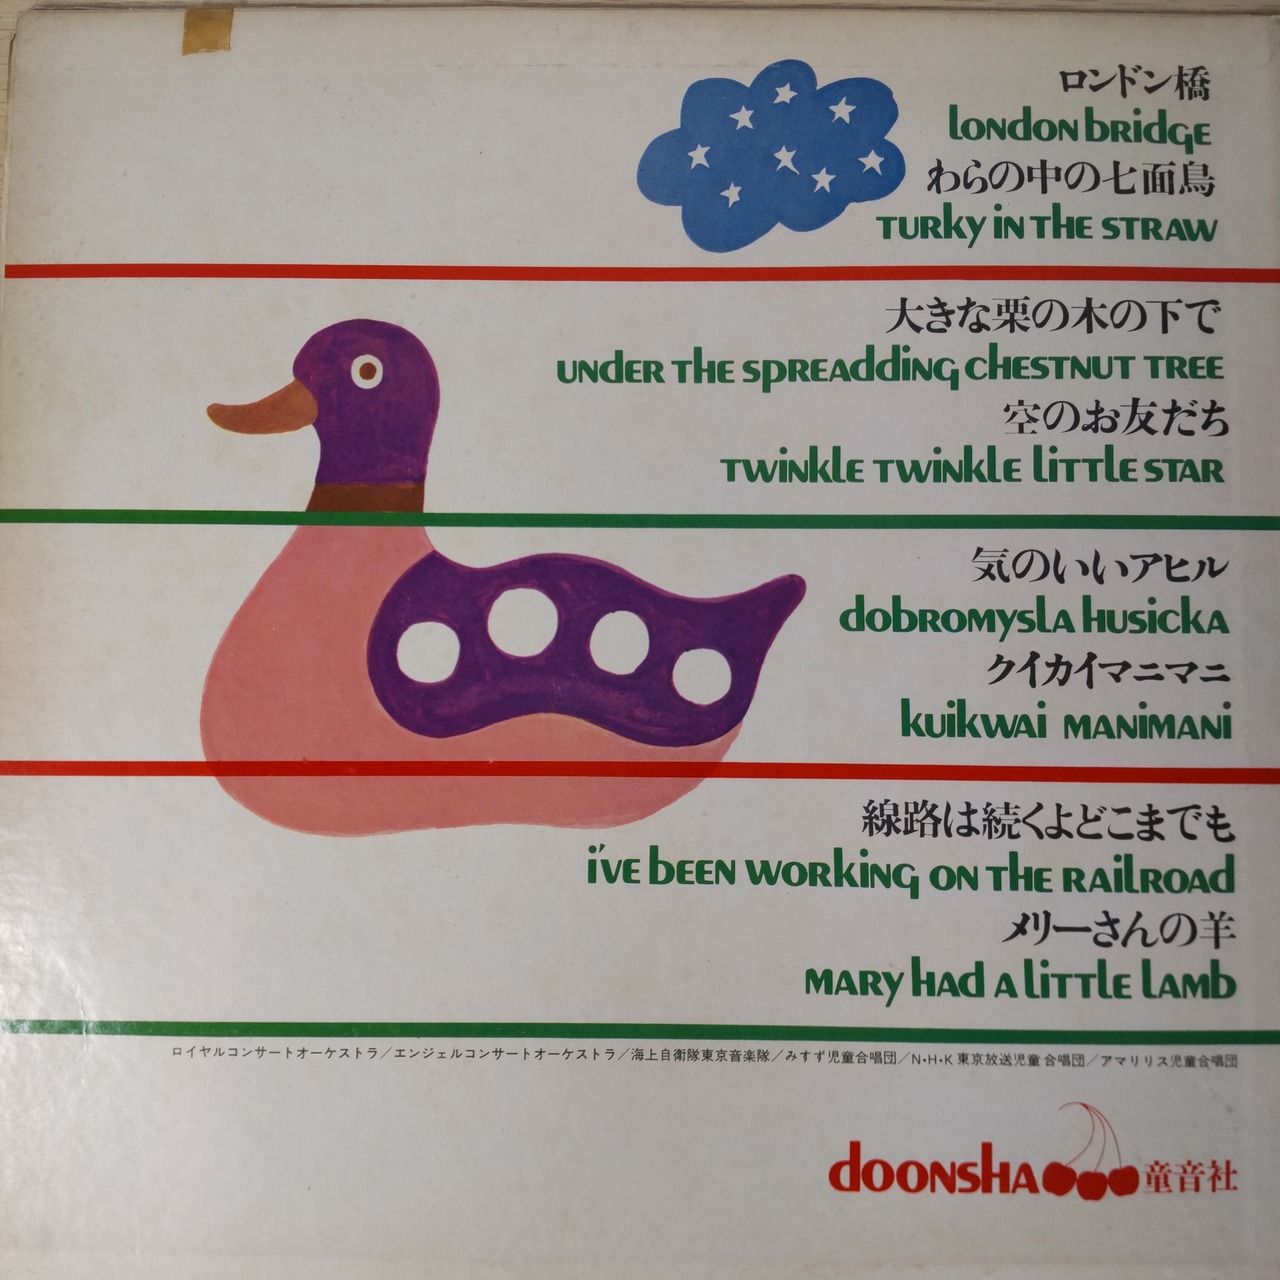 ロンドン橋
london bridge
わらの中の七面鳥
TURky iN THE STRAW
大きな栗の木の下で
UNdER THE SpREAddiNG cHESTNUT TREE
空のお友だち
TWiNklE TWiNklE liTTlE STAR
気のいいアヒル
dobROMySlA HUSicKA
クイカイマニマニ
kuikwai MANiMANi
線路は続くよどこまでも
i've bEEN WORkiNG ON THE RAilROAd
メリーさんの羊
MARy HAd A liTTlE lAMb
ロイヤルコンサートオーケストラ/エンジェルコンサートオーケストラ/海上自衛隊東京音楽隊/みすず児童合唱団/N・H・K東京放送児童合唱団/アマリリス児童合唱団
dOONSHA 童音社